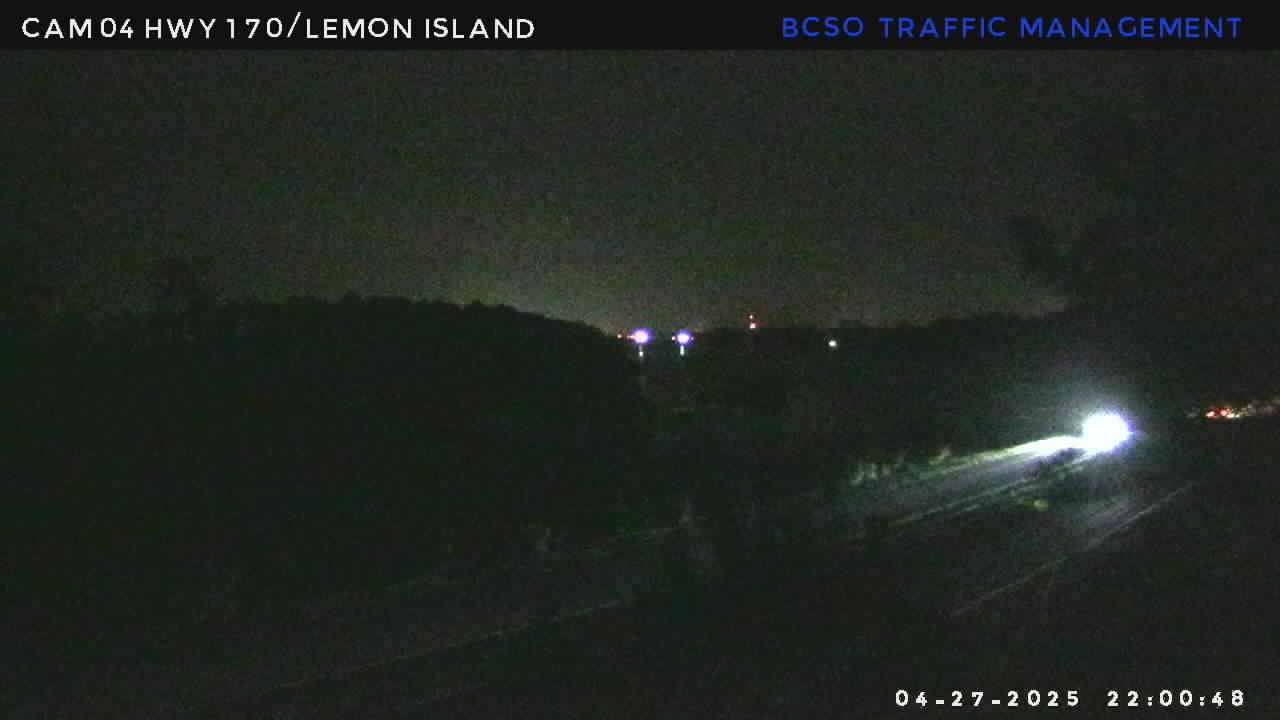 CAM04 HWY 170/LEMON ISLAND
BCSO TRAFFIC MANAGEMENT
04-27-2025 22:00:48